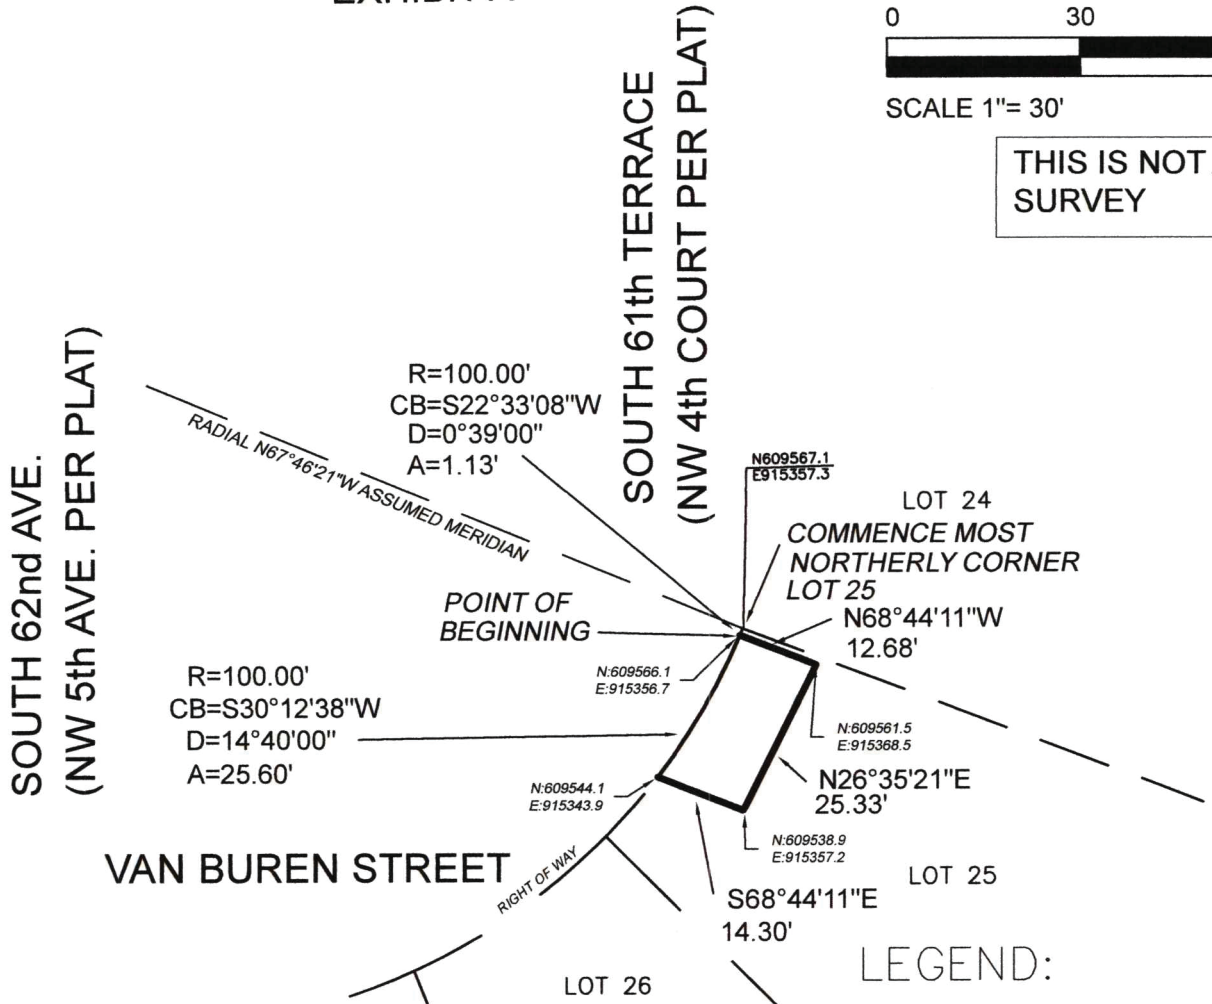 0 30
SCALE 1"= 30'
THIS IS NOT
SURVEY
SOUTH 61th TERRACE
(NW 4th COURT PER PLAT)
SOUTH 62nd AVE.
(NW 5th AVE. PER PLAT)
R=100.00'
CB=S22°33'08"W
D=0°39'00"
A=1.13'
RADIAL N67°46'21"W ASSUMED MERIDIAN
N609567.1
E915357.3
LOT 24
COMMENCE MOST
NORTHERLY CORNER
LOT 25
N68°44'11"W
12.68'
POINT OF
BEGINNING
N:609566.1
E:915356.7
R=100.00'
CB=S30°12'38"W
D=14°40'00"
A=25.60'
N:609561.5
E:915368.5
N26°35'21"E
25.33'
N:609544.1
E:915343.9
N:609538.9
E:915357.2
VAN BUREN STREET
RIGHT OF WAY
LOT 25
S68°44'11"E
14.30'
LEGEND:
LOT 26